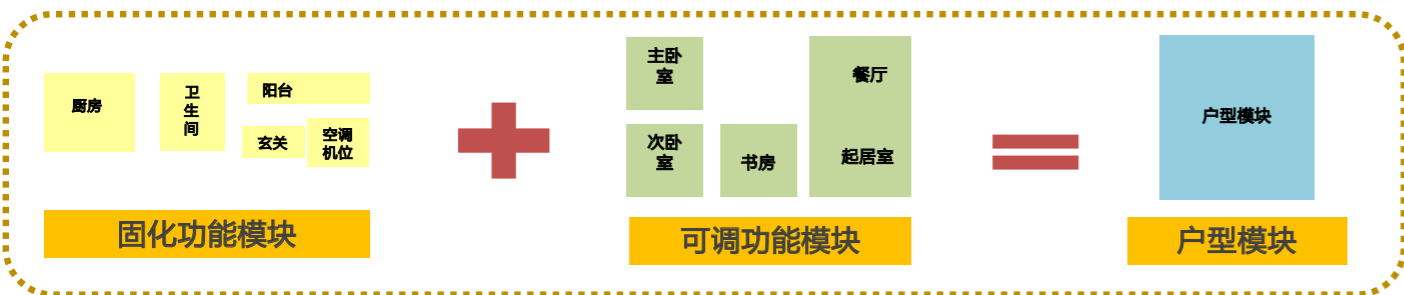 厨房
卫
生
间
阳台
玄关
空调
机位
固化功能模块
主卧
室
次卧
室
书房
餐厅
起居室
可调功能模块
户型模块
户型模块